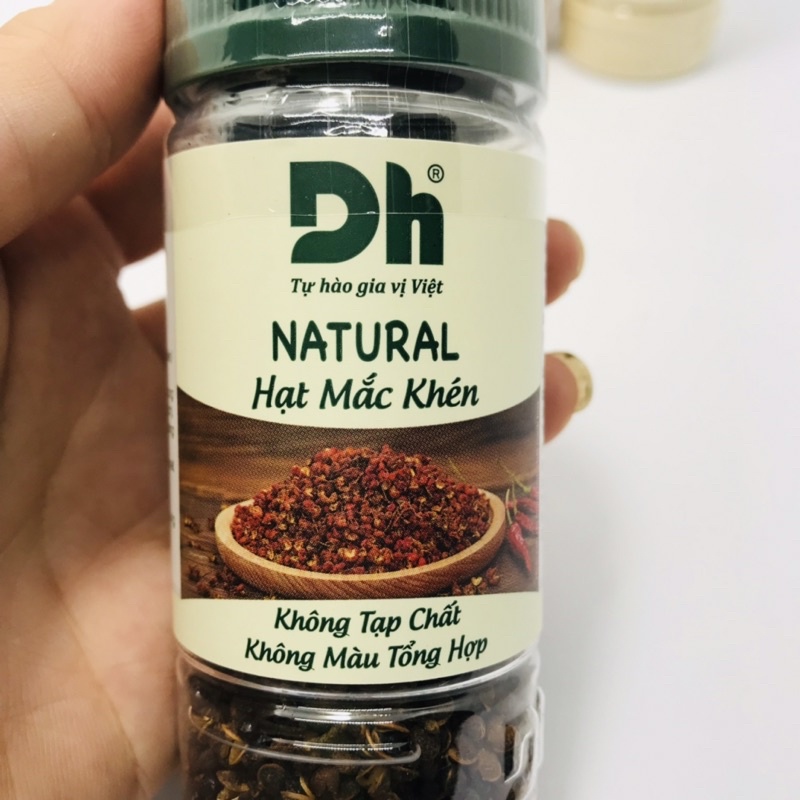 Dh®
Tự hào gia vị Việt
NATURAL
Hạt Mắc Khén
Không Tạp Chất
Không Màu Tổng Hợp